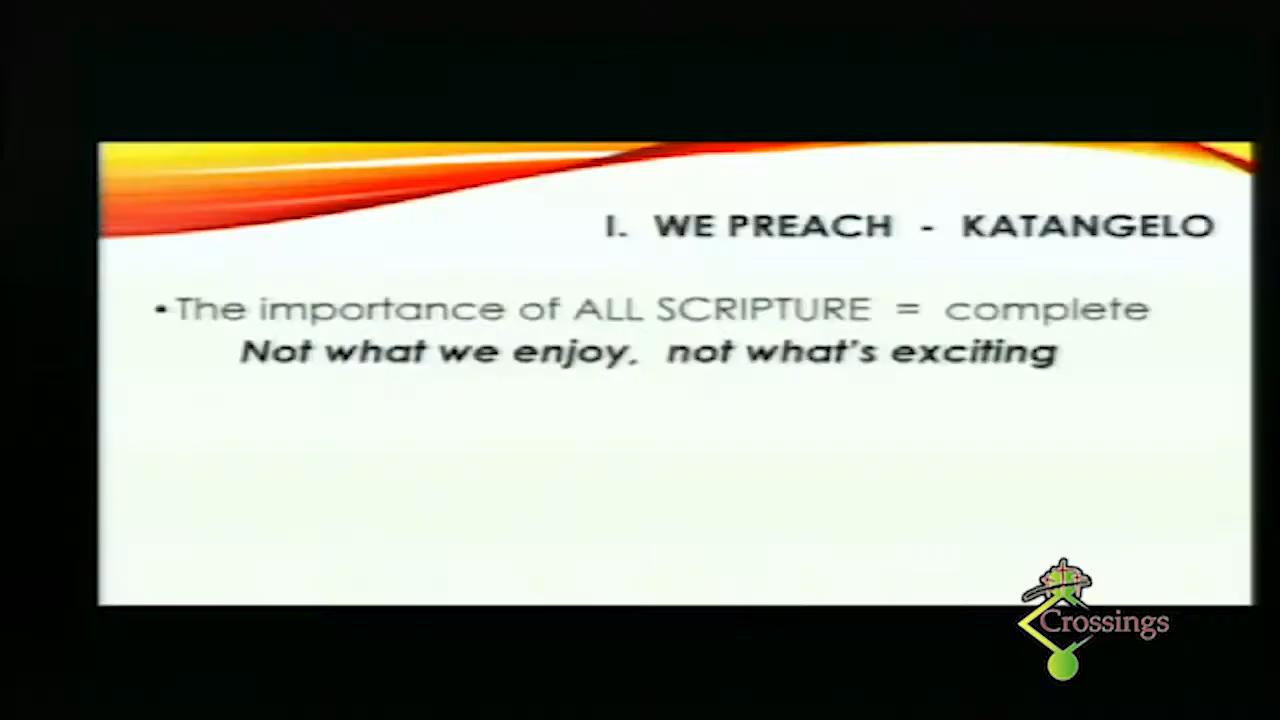 I. WE PREACH - KATANGELO
•The importance of ALL SCRIPTURE = complete
Not what we enjoy, not what's exciting
Crossings